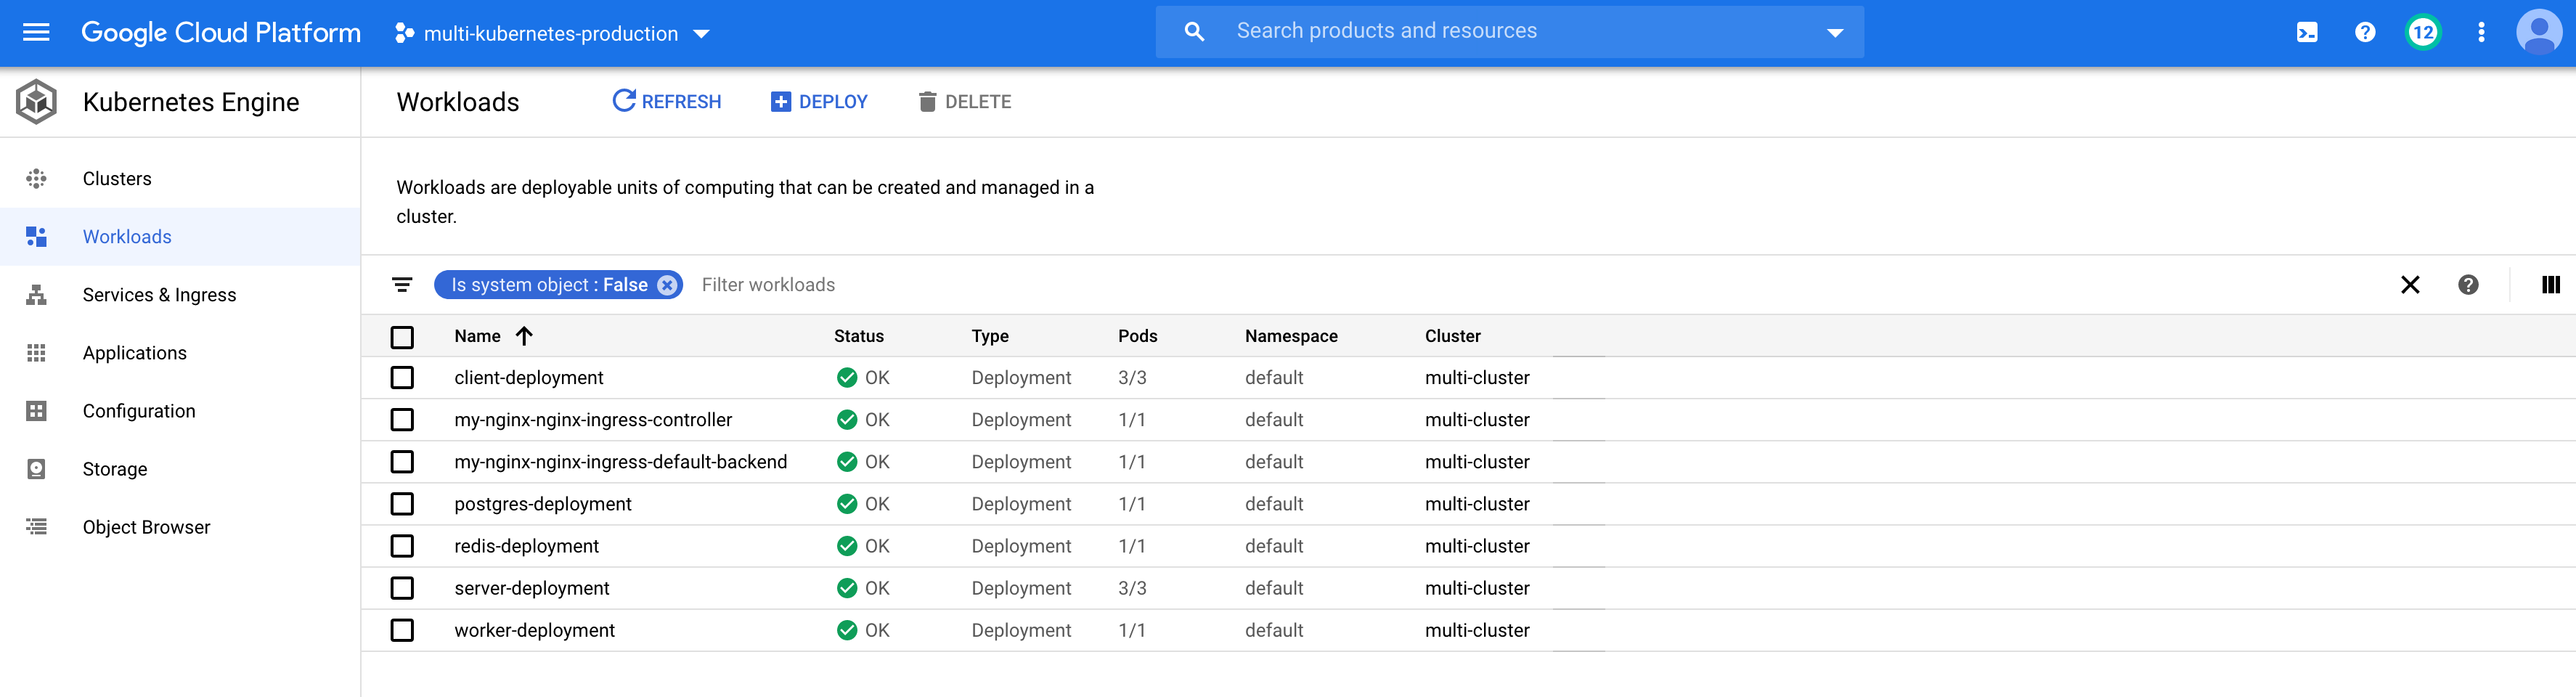 Google Cloud Platform
multi-kubernetes-production
Search products and resources
12
Kubernetes Engine
Workloads
REFRESH
DEPLOY
DELETE
Clusters
Workloads
Services & Ingress
Applications
Configuration
Storage
Object Browser
Workloads are deployable units of computing that can be created and managed in a
cluster.
Is system object : False
Filter workloads
Name Status Type Pods Namespace Cluster
client-deployment OK Deployment 3/3 default multi-cluster
my-nginx-nginx-ingress-controller OK Deployment 1/1 default multi-cluster
my-nginx-nginx-ingress-default-backend OK Deployment 1/1 default multi-cluster
postgres-deployment OK Deployment 1/1 default multi-cluster
redis-deployment OK Deployment 1/1 default multi-cluster
server-deployment OK Deployment 3/3 default multi-cluster
worker-deployment OK Deployment 1/1 default multi-cluster